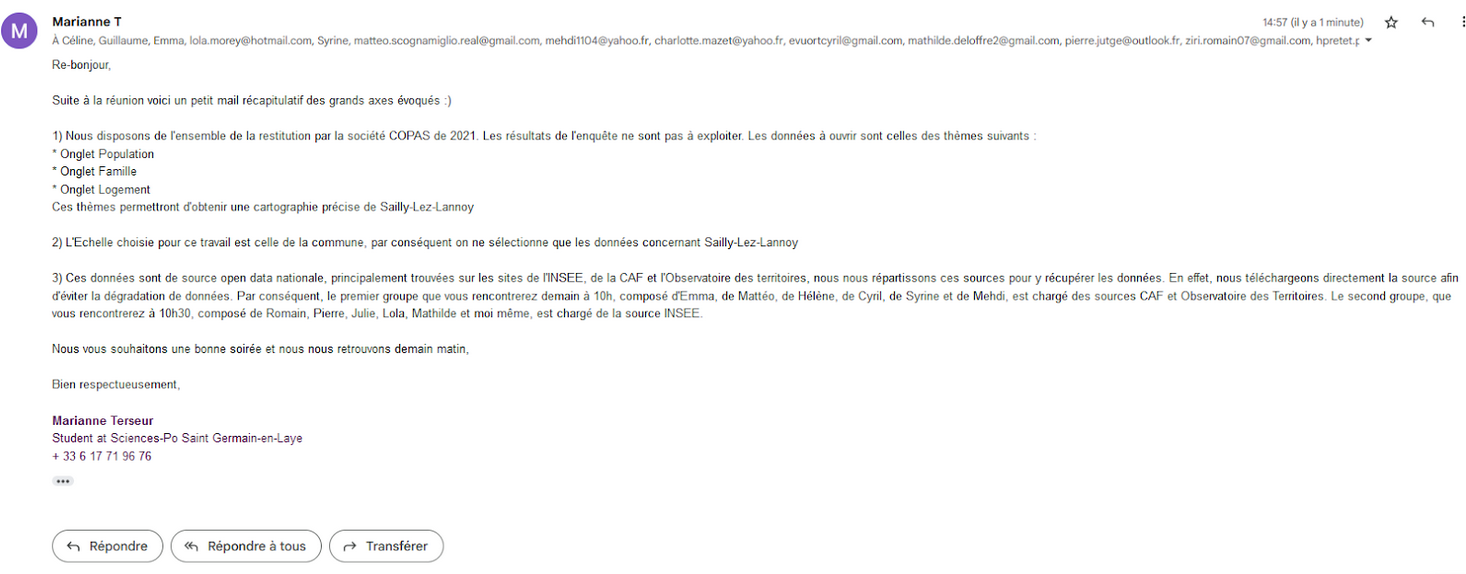 M
Marianne T
14:57 (il y a 1 minute)
À Céline, Guillaume, Emma, lola.morey@hotmail.com, Syrine, matteo.scognamiglio.real@gmail.com, mehdi1104@yahoo.fr, charlotte.mazet@yahoo.fr, evuortcyril@gmail.com, mathilde.deloffre2@gmail.com, pierre.jutge@outlook.fr, ziri.romain07@gmail.com, hpretet.p
Re-bonjour,
Suite à la réunion voici un petit mail récapitulatif des grands axes évoqués :)
1) Nous disposons de l'ensemble de la restitution par la société COPAS de 2021. Les résultats de l'enquête ne sont pas à exploiter. Les données à ouvrir sont celles des thèmes suivants :
* Onglet Population
* Onglet Famille
* Onglet Logement
Ces thèmes permettront d'obtenir une cartographie précise de Sailly-Lez-Lannoy
2) L'Echelle choisie pour ce travail est celle de la commune, par conséquent on ne sélectionne que les données concernant Sailly-Lez-Lannoy
3) Ces données sont de source open data nationale, principalement trouvées sur les sites de l'INSEE, de la CAF et l'Observatoire des territoires, nous nous répartissons ces sources pour y récupérer les données. En effet, nous téléchargeons directement la source afin
d'éviter la dégradation de données. Par conséquent, le premier groupe que vous rencontrerez demain à 10h, composé d'Emma, de Mattéo, de Hélène, de Cyril, de Syrine et de Mehdi, est chargé des sources CAF et Observatoire des Territoires. Le second groupe, que
vous rencontrerez à 10h30, composé de Romain, Pierre, Julie, Lola, Mathilde et moi même, est chargé de la source INSEE.
Nous vous souhaitons une bonne soirée et nous nous retrouvons demain matin,
Bien respectueusement,
Marianne Terseur
Student at Sciences-Po Saint Germain-en-Laye
+ 33 6 17 71 96 76
Répondre
Répondre à tous
Transférer